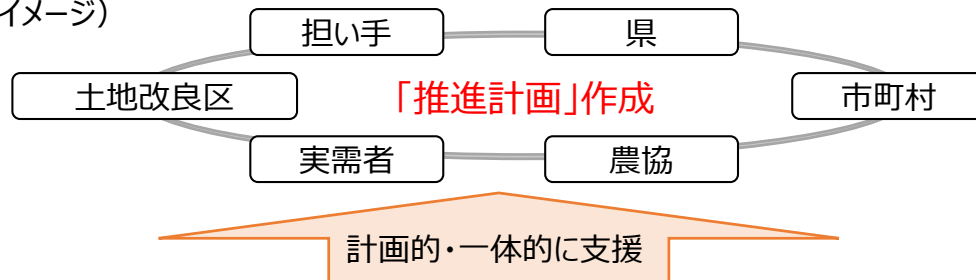 イメージ)
担い手
県
土地改良区
「推進計画」作成
市町村
実需者
農協
計画的・一体的に支援